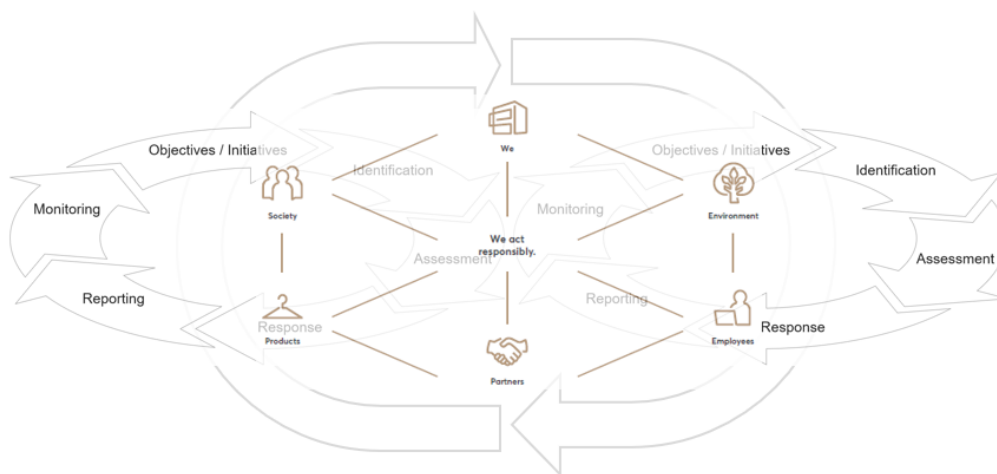 We
Objectives / Initiatives
Objectives / Initiatives
Identification
Identification
Monitoring
Society
Monitoring
Environment
We act
responsibly.
Assessment
Assessment
Reporting
Reporting
Response
Products
Response
Employees
Partners